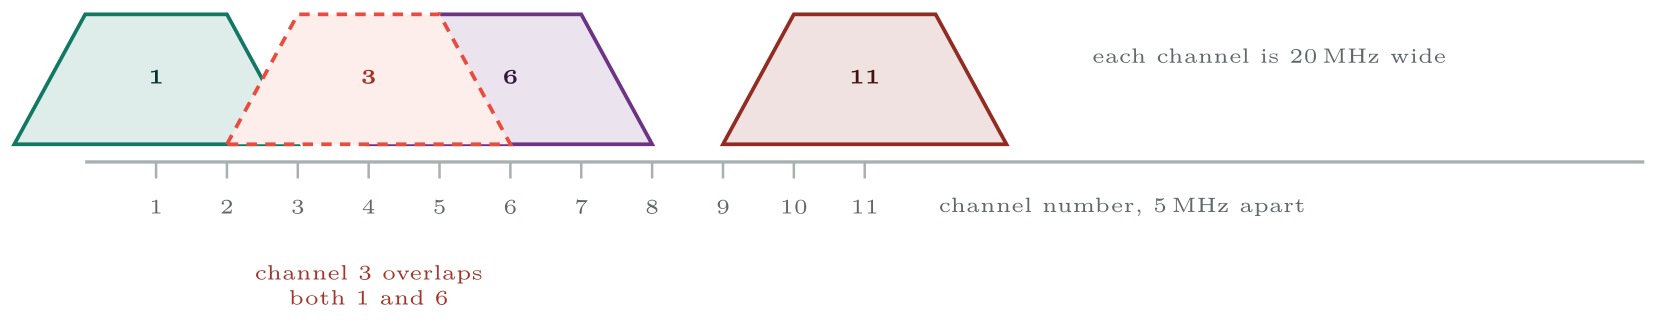 1 3 6 11
each channel is 20 MHz wide
1 2 3 4 5 6 7 8 9 10 11
channel number, 5 MHz apart
channel 3 overlaps
both 1 and 6